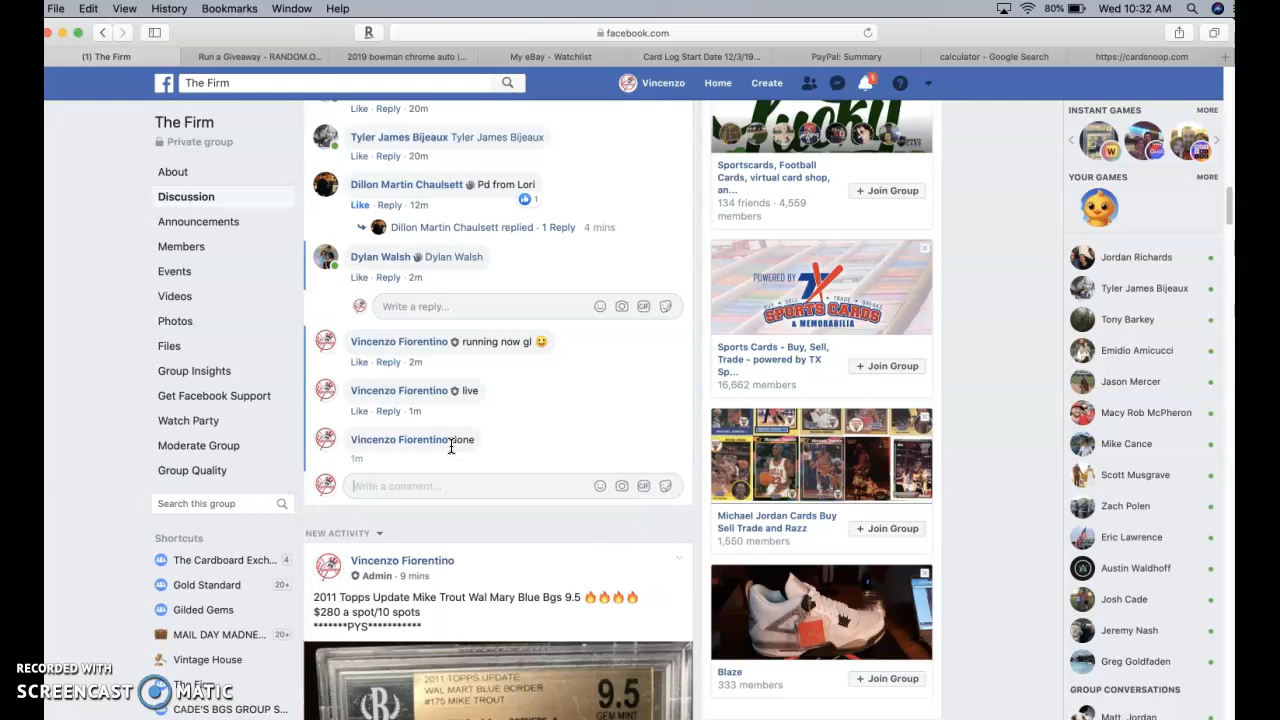 File Edit View History Bookmarks Window Help
80% Wed 10:32 AM
R
facebook.com
(1) The Firm
Run a Giveaway - RANDOM.O...
2019 bowman chrome auto |...
My eBay - Watchlist
Card Log Start Date 12/3/19...
PayPal: Summary
calculator - Google Search
https://cardsnoop.com
The Firm
Vincenzo
Home
Create
1
The Firm
Private group
About
Discussion
Announcements
Members
Events
Videos
Photos
Files
Group Insights
Get Facebook Support
Watch Party
Moderate Group
Group Quality
Search this group
Shortcuts
The Cardboard Exch... 4
Gold Standard 20+
Gilded Gems
MAIL DAY MADNE... 20+
Vintage House
The Firm
CADE'S BGS GROUP S...
Like · Reply · 20m
Tyler James Bijeaux Tyler James Bijeaux
Like · Reply · 20m
Dillon Martin Chaulsett Pd from Lori
1
Like · Reply · 12m
Dillon Martin Chaulsett replied · 1 Reply 4 mins
Dylan Walsh Dylan Walsh
Like · Reply · 2m
Write a reply...
GIF
Vincenzo Fiorentino running now gl
Like · Reply · 2m
Vincenzo Fiorentino live
Like · Reply · 1m
Vincenzo Fiorentino done
1m
Write a comment...
GIF
NEW ACTIVITY
Vincenzo Fiorentino
Admin · 9 mins
2011 Topps Update Mike Trout Wal Mary Blue Bgs 9.5 🔥🔥🔥🔥
$280 a spot/10 spots
*******PYS***********
2011 TOPPS UPDATE
WAL MART BLUE BORDER
#175 MIKE TROUT
9.5
GEM MINT
Lucky
Sportscards, Football
Cards, virtual card shop,
an...
134 friends · 4,559
members
+ Join Group
POWERED BY
TX
BUY · SELL · TRADE · BREAKS
SPORTS CARDS
& MEMORABILIA
Sports Cards - Buy, Sell,
Trade - powered by TX
Sp...
16,662 members
+ Join Group
Michael Jordan Cards Buy
Sell Trade and Razz
1,550 members
+ Join Group
Blaze
333 members
+ Join Group
INSTANT GAMES MORE
YOUR GAMES MORE
Jordan Richards
Tyler James Bijeaux
Tony Barkey
Emidio Amicucci
Jason Mercer
Macy Rob McPheron
Mike Cance
Scott Musgrave
Zach Polen
Eric Lawrence
Austin Waldhoff
Josh Cade
Jeremy Nash
Greg Goldfaden
GROUP CONVERSATIONS
Matt, Jordan
RECORDED WITH
SCREENCAST MATIC